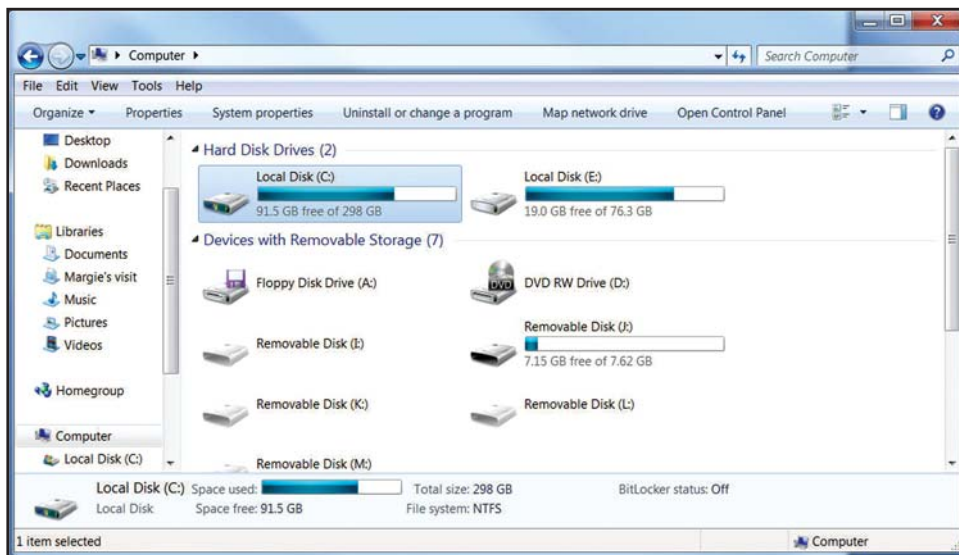 Computer
Search Computer
File Edit View Tools Help
Organize Properties System properties Uninstall or change a program Map network drive Open Control Panel
Desktop
Downloads
Recent Places
Libraries
Documents
Margie's visit
Music
Pictures
Videos
Homegroup
Computer
Local Disk (C:)
Hard Disk Drives (2)
Local Disk (C:)
91.5 GB free of 298 GB
Local Disk (E:)
19.0 GB free of 76.3 GB
Devices with Removable Storage (7)
Floppy Disk Drive (A:)
DVD
DVD RW Drive (D:)
Removable Disk (I:)
Removable Disk (J:)
7.15 GB free of 7.62 GB
Removable Disk (K:)
Removable Disk (L:)
Removable Disk (M:)
Local Disk (C:) Space used: Total size: 298 GB BitLocker status: Off
Local Disk Space free: 91.5 GB File system: NTFS
1 item selected Computer